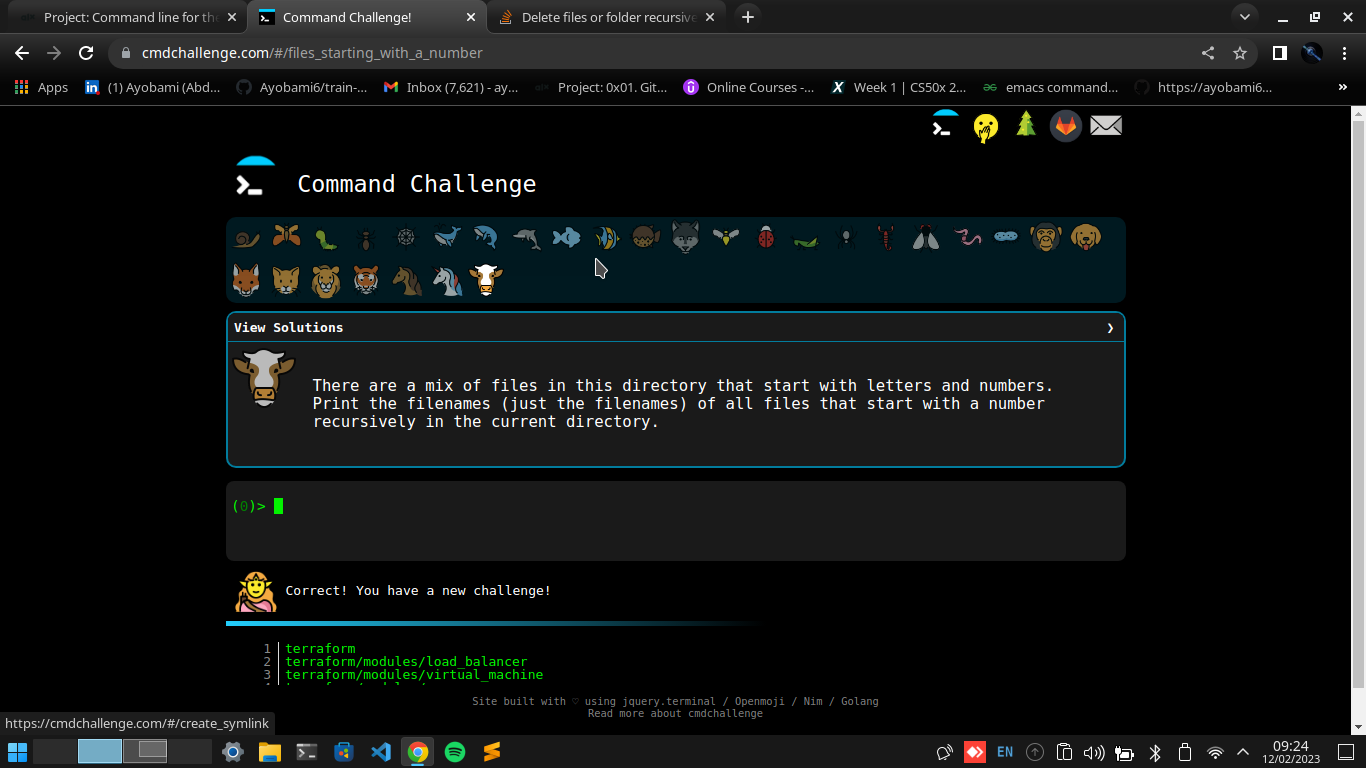 Project: Command line for the
Command Challenge!
Delete files or folder recursive
cmdchallenge.com/#/files_starting_with_a_number
Apps
(1) Ayobami (Abd...
Ayobami6/train-...
Inbox (7,621) - ay...
Project: 0x01. Git...
Online Courses -...
Week 1 | CS50x 2...
emacs command...
https://ayobami6...
»
Command Challenge
View Solutions
There are a mix of files in this directory that start with letters and numbers.
Print the filenames (just the filenames) of all files that start with a number
recursively in the current directory.
(0)>
Correct! You have a new challenge!
1 terraform
2 terraform/modules/load_balancer
3 terraform/modules/virtual_machine
Site built with ♡ using jquery.terminal / Openmoji / Nim / Golang
Read more about cmdchallenge
https://cmdchallenge.com/#/create_symlink
EN
09:24
12/02/2023